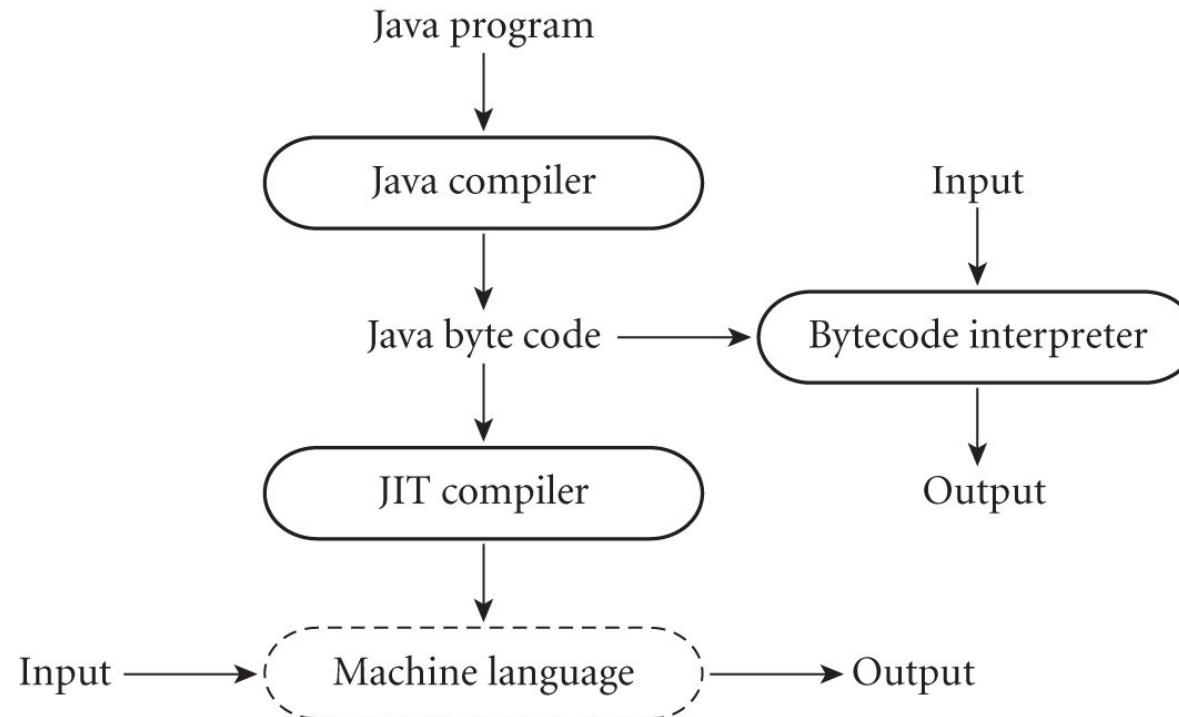 Java program
Java compiler
Input
Java byte code
Bytecode interpreter
JIT compiler
Output
Input
Machine language
Output